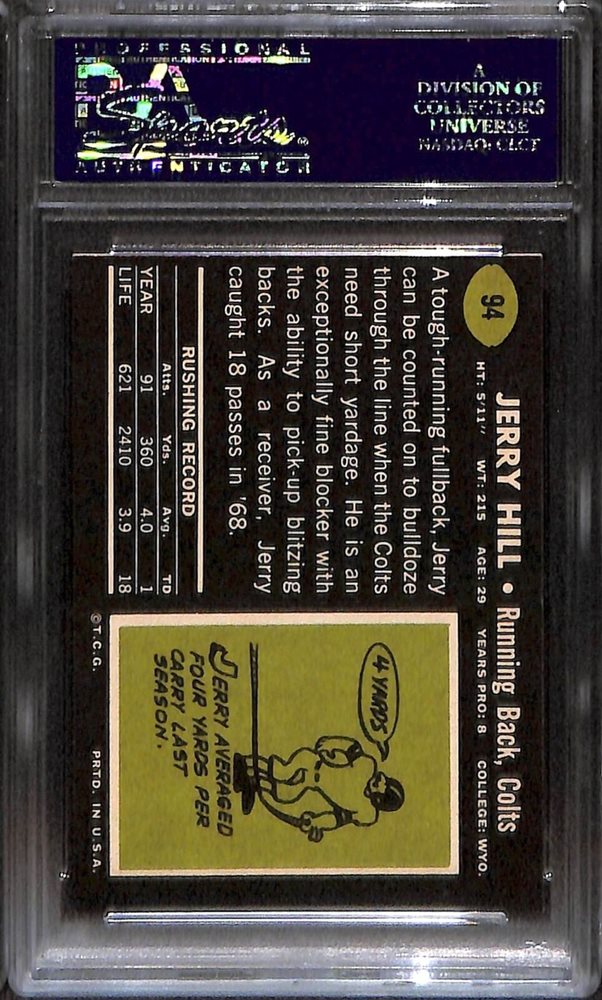 PROFESSIONAL
PSA
AUTHENTICATOR
A
DIVISION OF
COLLECTORS
UNIVERSE
NASDAQ: CLCT
94
JERRY HILL • Running Back, Colts
HT: 5'11" WT: 215 AGE: 29 YEARS PRO: 8 COLLEGE: WYO.
A tough-running fullback, Jerry
can be counted on to bulldoze
through the line when the Colts
need short yardage. He is an
exceptionally fine blocker with
the ability to pick-up blitzing
backs. As a receiver, Jerry
caught 18 passes in '68.
RUSHING RECORD
Atts. Yds. Avg. TD
YEAR 91 360 4.0 1
LIFE 621 2410 3.9 18
4 YARDS
JERRY AVERAGED
FOUR YARDS PER
CARRY LAST
SEASON.
©T.C.G. PRTD. IN U.S.A.